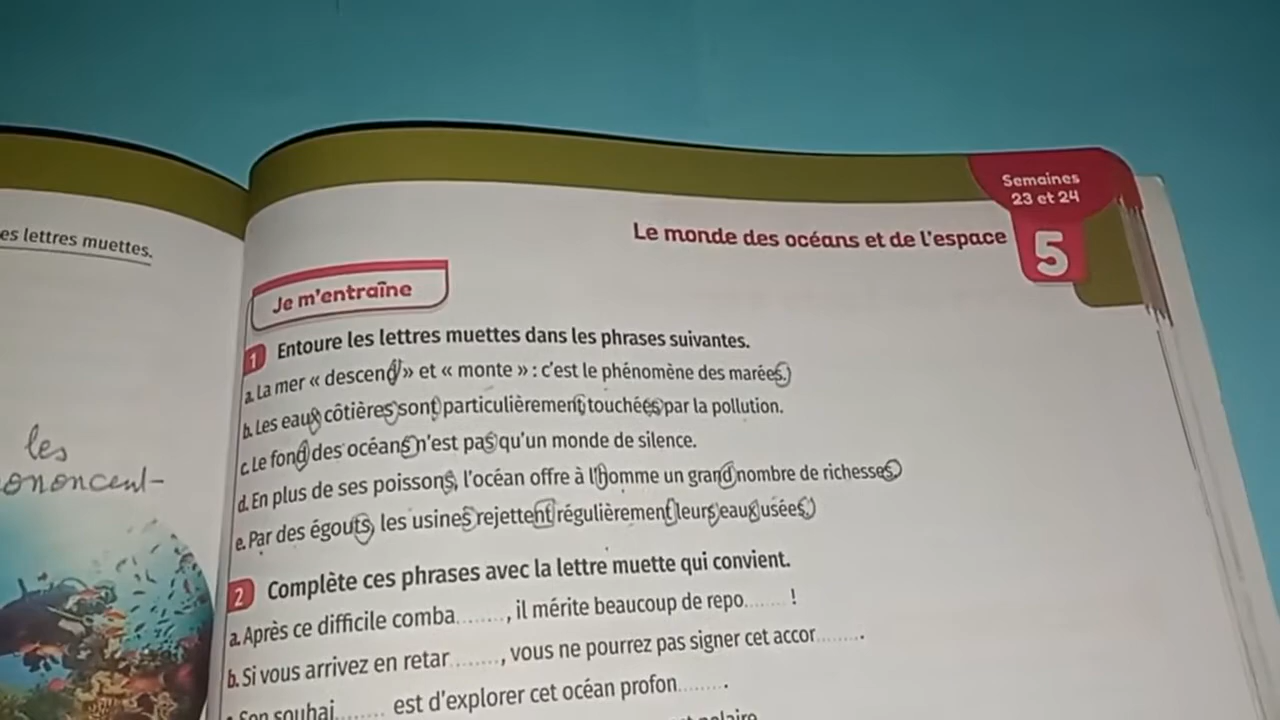 es lettres muettes.
les
ononcent-
Semaines
23 et 24
5
Le monde des océans et de l'espace
Je m'entraîne
1 Entoure les lettres muettes dans les phrases suivantes.
a. La mer « descend » et « monte » : c'est le phénomène des marées.
b. Les eaux côtières sont particulièrement touchées par la pollution.
c. Le fond des océans n'est pas qu'un monde de silence.
d. En plus de ses poissons, l'océan offre à l'homme un grand nombre de richesses.
e. Par des égouts, les usines rejettent régulièrement leurs eaux usées.
2 Complète ces phrases avec la lettre muette qui convient.
a. Après ce difficile comba........, il mérite beaucoup de repo....... !
b. Si vous arrivez en retar........, vous ne pourrez pas signer cet accor........
Son souhai........ est d'explorer cet océan profon........
polaire